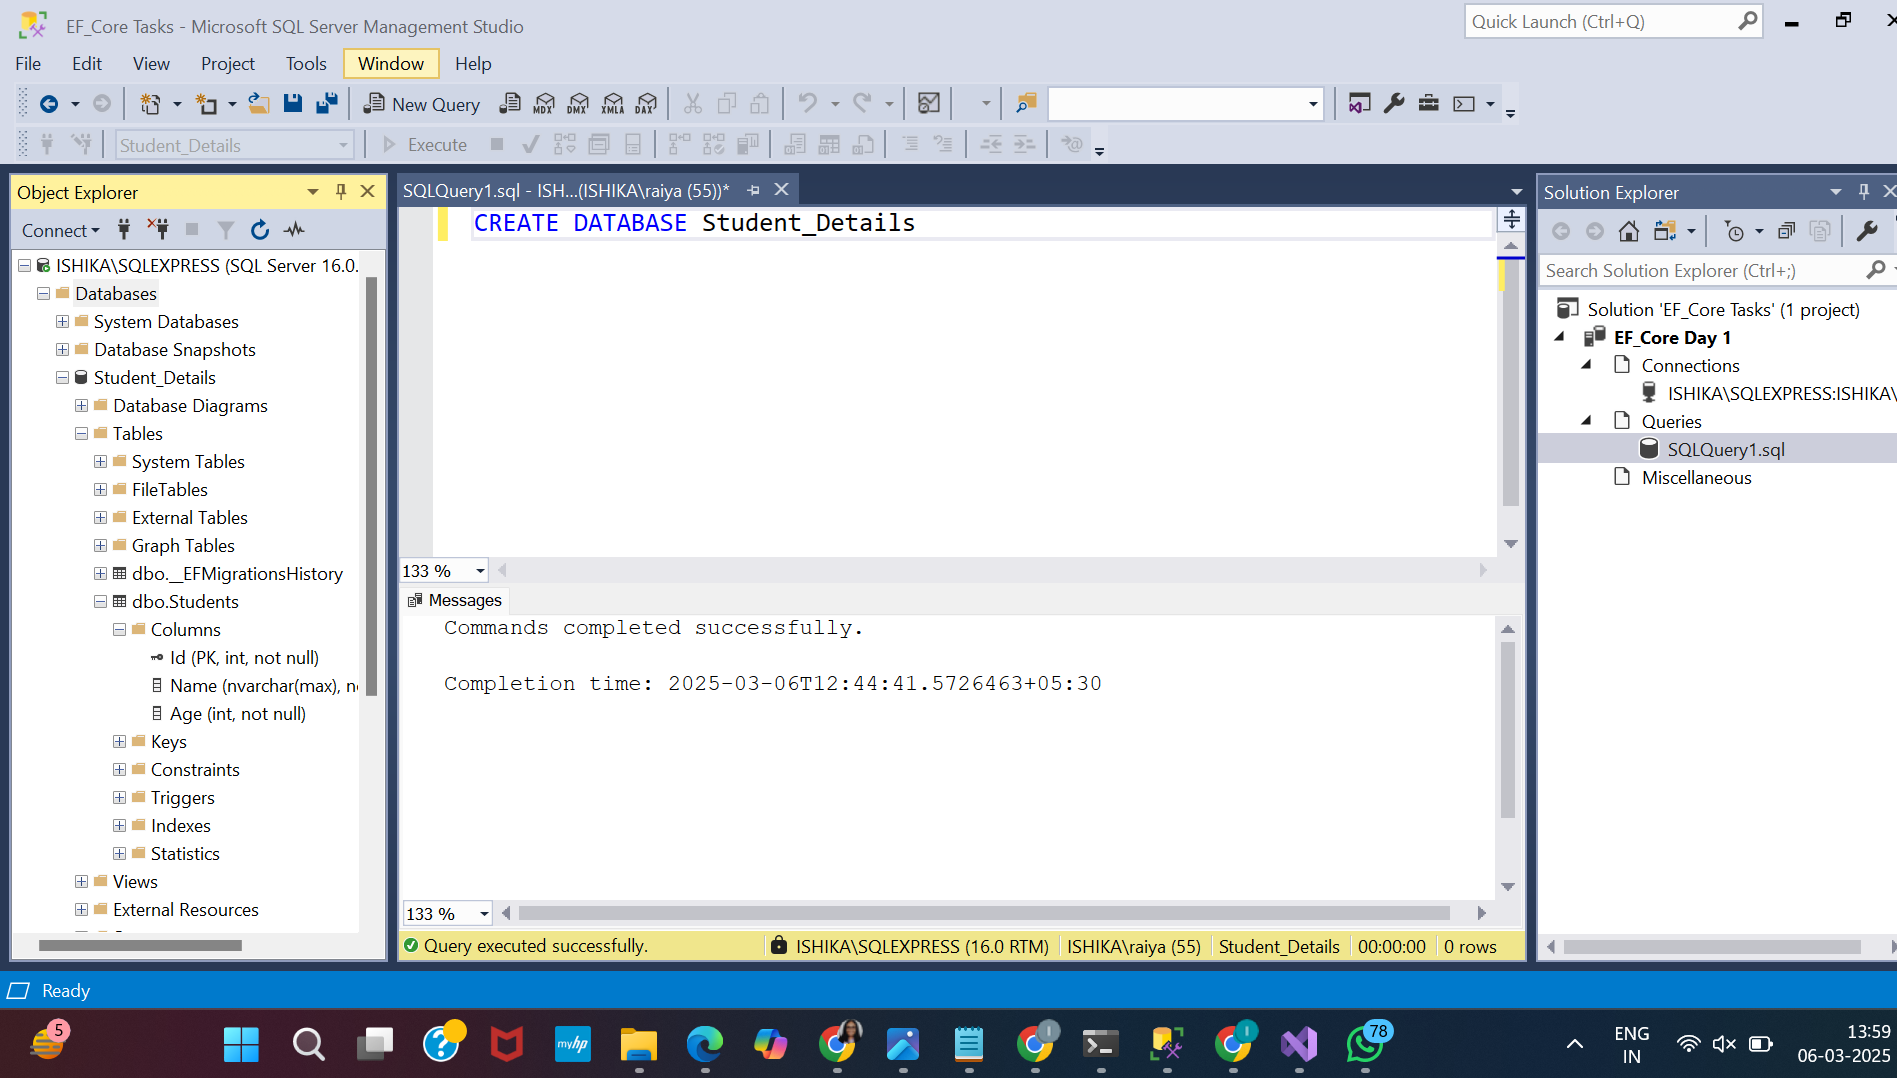 EF_Core Tasks - Microsoft SQL Server Management Studio
Quick Launch (Ctrl+Q)
File Edit View Project Tools Window Help
New Query MDX DMX XMLA DAX
Student_Details Execute
Object Explorer
Connect
ISHIKA\SQLEXPRESS (SQL Server 16.0.
Databases
System Databases
Database Snapshots
Student_Details
Database Diagrams
Tables
System Tables
FileTables
External Tables
Graph Tables
dbo.__EFMigrationsHistory
dbo.Students
Columns
Id (PK, int, not null)
Name (nvarchar(max), n
Age (int, not null)
Keys
Constraints
Triggers
Indexes
Statistics
Views
External Resources
SQLQuery1.sql - ISH...(ISHIKA\raiya (55))*
CREATE DATABASE Student_Details
133 %
Messages
Commands completed successfully.
Completion time: 2025-03-06T12:44:41.5726463+05:30
133 %
Query executed successfully. ISHIKA\SQLEXPRESS (16.0 RTM) ISHIKA\raiya (55) Student_Details 00:00:00 0 rows
Solution Explorer
Search Solution Explorer (Ctrl+;)
Solution 'EF_Core Tasks' (1 project)
EF_Core Day 1
Connections
ISHIKA\SQLEXPRESS:ISHIKA\
Queries
SQLQuery1.sql
Miscellaneous
Ready
5
myhp
I
I
78
ENG
IN
13:59
06-03-2025